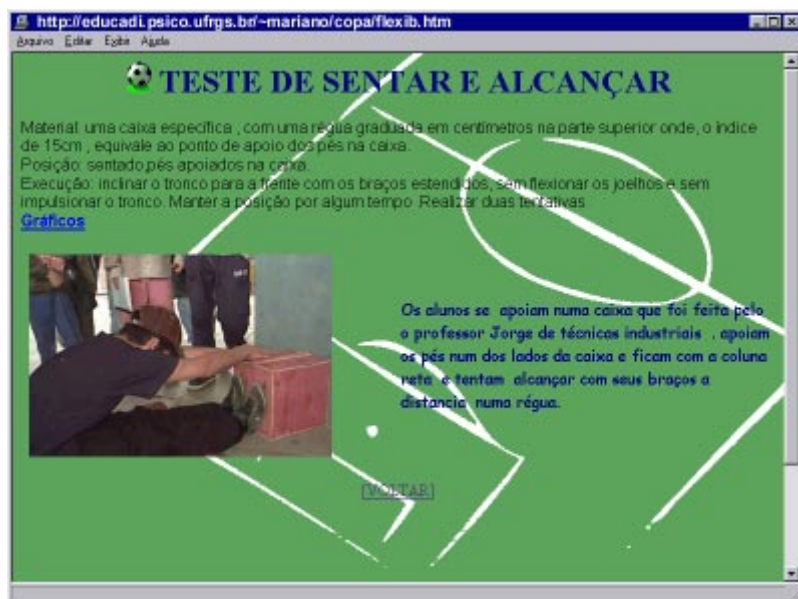 http://educadi.psico.ufrgs.br/~mariano/copa/flexib.htm
Arquivo Editar Exibir Ajuda
TESTE DE SENTAR E ALCANÇAR
Material: uma caixa específica , com uma régua graduada em centímetros na parte superior onde, o índice
de 15cm , equivale ao ponto de apoio dos pés na caixa.
Posição: sentado,pés apoiados na caixa.
Execução: inclinar o tronco para a frente com os braços estendidos, sem flexionar os joelhos e sem
impulsionar o tronco. Manter a posição por algum tempo. Realizar duas tentativas
Gráficos
Os alunos se apoiam numa caixa que foi feita pelo
o professor Jorge de técnicas industriais , apoiam
os pés num dos lados da caixa e ficam com a coluna
reta e tentam alcançar com seus braços a
distancia numa régua.
[VOLTAR]